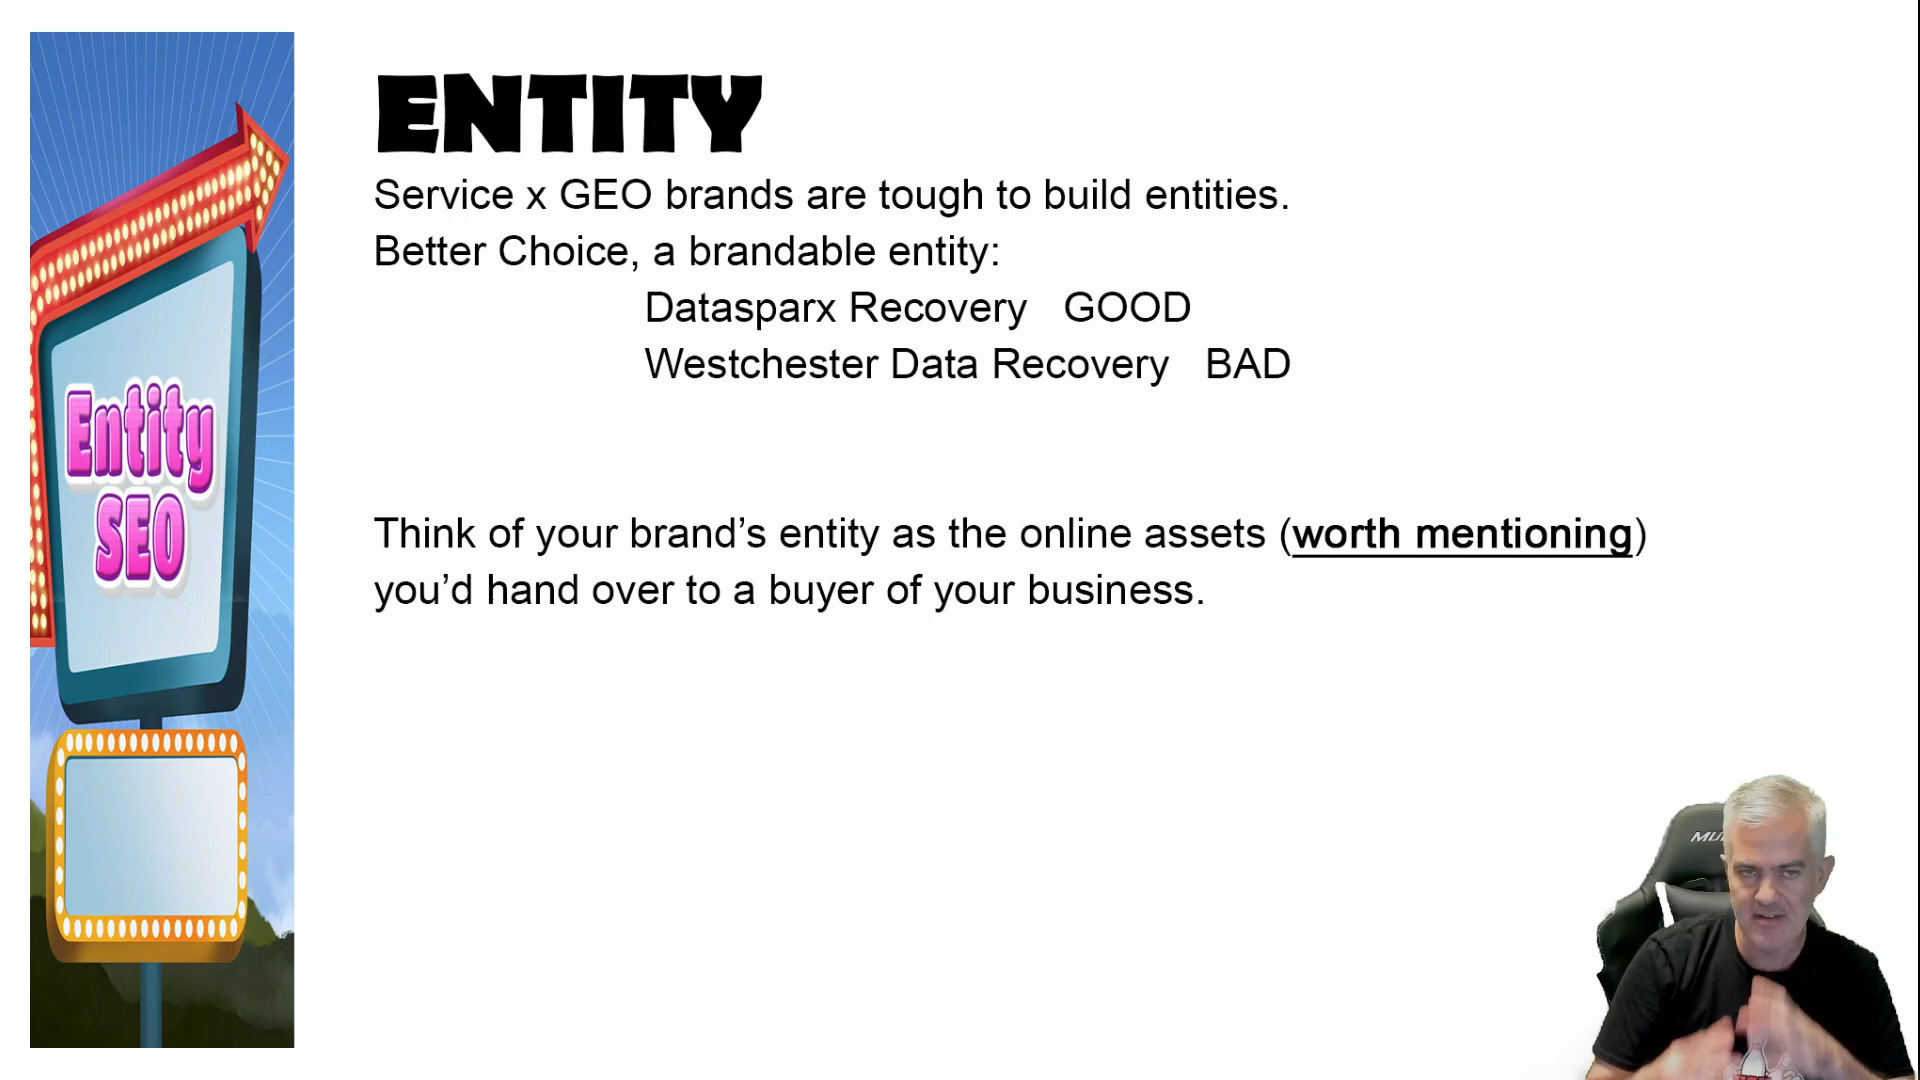 ENTITY
Service x GEO brands are tough to build entities.
Better Choice, a brandable entity:
Datasparx Recovery GOOD
Westchester Data Recovery BAD
Think of your brand’s entity as the online assets (worth mentioning)
you’d hand over to a buyer of your business.
Entity
SEO